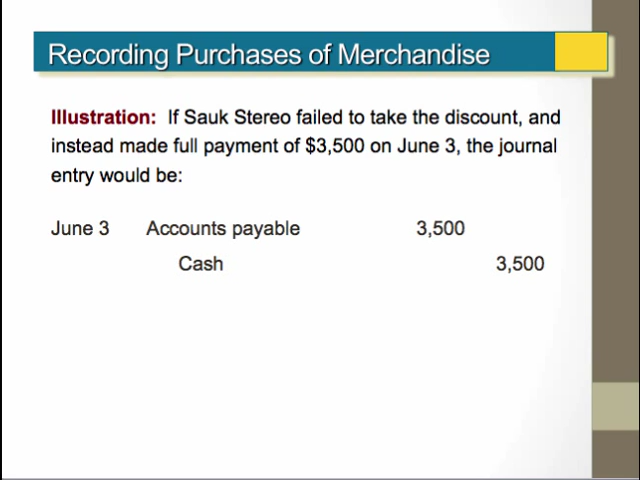 Recording Purchases of Merchandise
Illustration: If Sauk Stereo failed to take the discount, and
instead made full payment of $3,500 on June 3, the journal
entry would be:
June 3 Accounts payable 3,500
Cash 3,500